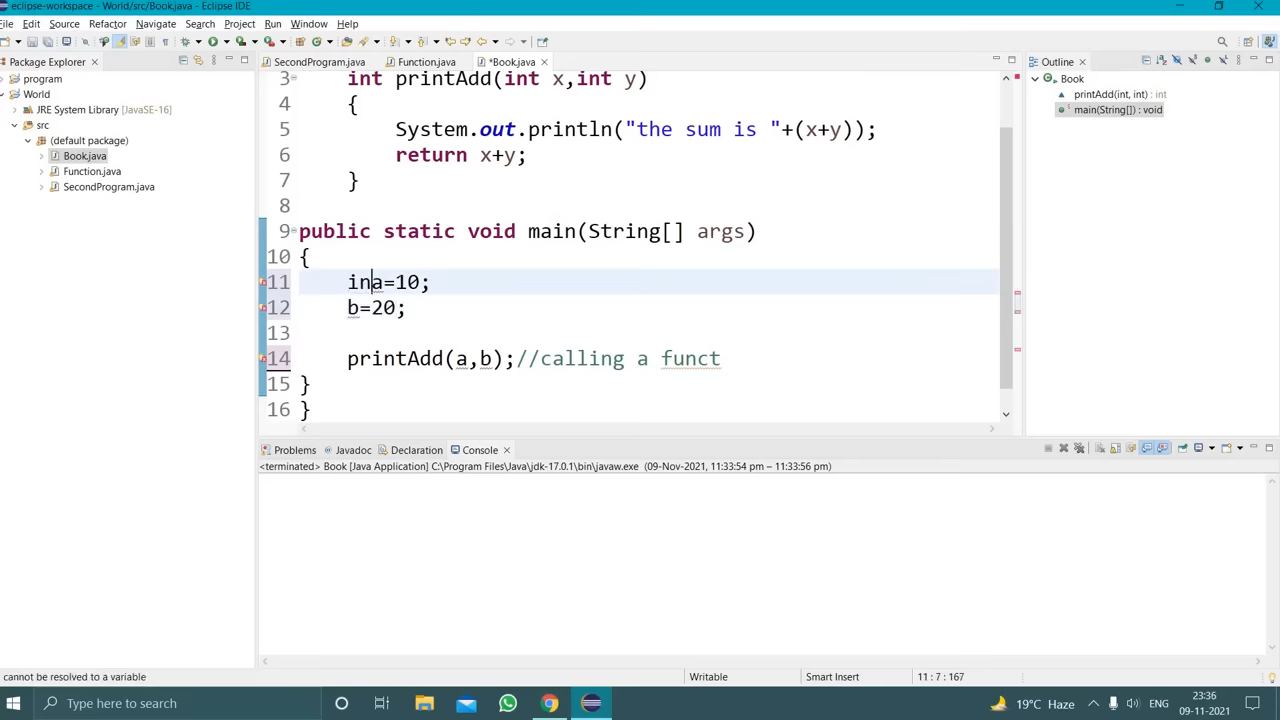 eclipse-workspace - World/src/Book.java - Eclipse IDE
File Edit Source Refactor Navigate Search Project Run Window Help
Package Explorer
SecondProgram.java Function.java *Book.java
Outline
program
World
JRE System Library [JavaSE-16]
src
(default package)
Book.java
Function.java
SecondProgram.java
3 int printAdd(int x,int y)
4 {
5 System.out.println("the sum is "+(x+y));
6 return x+y;
7 }
8
9 public static void main(String[] args)
10 {
11 ina=10;
12 b=20;
13
14 printAdd(a,b);//calling a funct
15 }
16 }
Book
printAdd(int, int) : int
main(String[]) : void
Problems Javadoc Declaration Console
<terminated> Book [Java Application] C:\Program Files\Java\jdk-17.0.1\bin\javaw.exe (09-Nov-2021, 11:33:54 pm – 11:33:56 pm)
cannot be resolved to a variable
Writable
Smart Insert
11 : 7 : 167
Type here to search
19°C Haze
ENG
23:36
09-11-2021